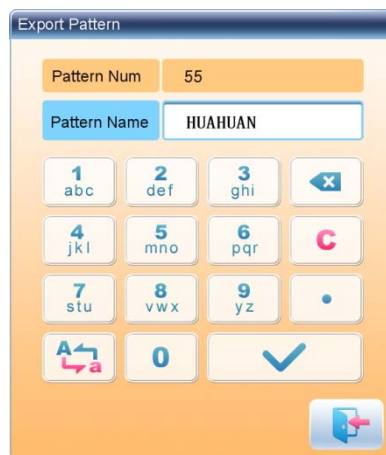 Export Pattern
Pattern Num 55
Pattern Name HUAHUAN
1 2 3
abc def ghi
4 5 6 C
jkl mno pqr
7 8 9
stu vwx yz
A a 0